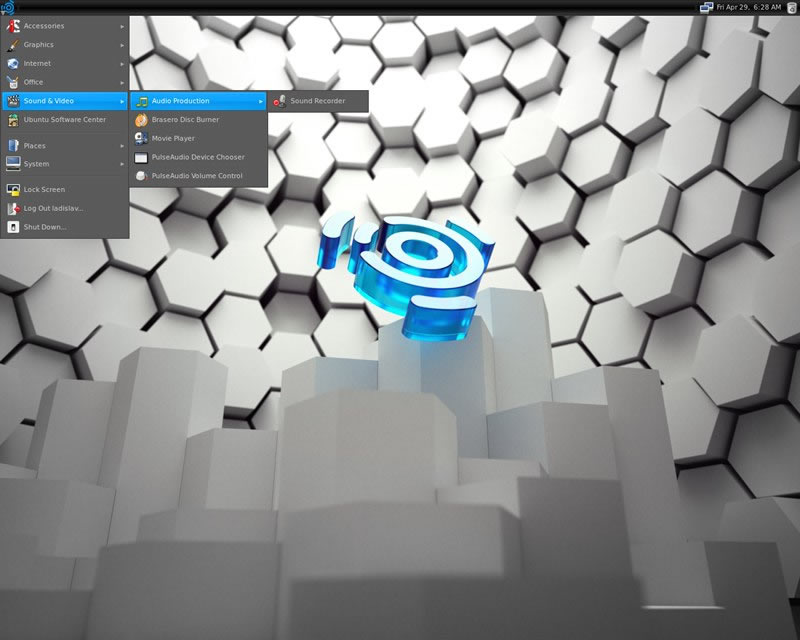 Fri Apr 29, 6:28 AM
Accessories
Graphics
Internet
Office
Sound & Video
Ubuntu Software Center
Places
System
Lock Screen
Log Out ladislav...
Shut Down...
Audio Production
Brasero Disc Burner
Movie Player
PulseAudio Device Chooser
PulseAudio Volume Control
Sound Recorder